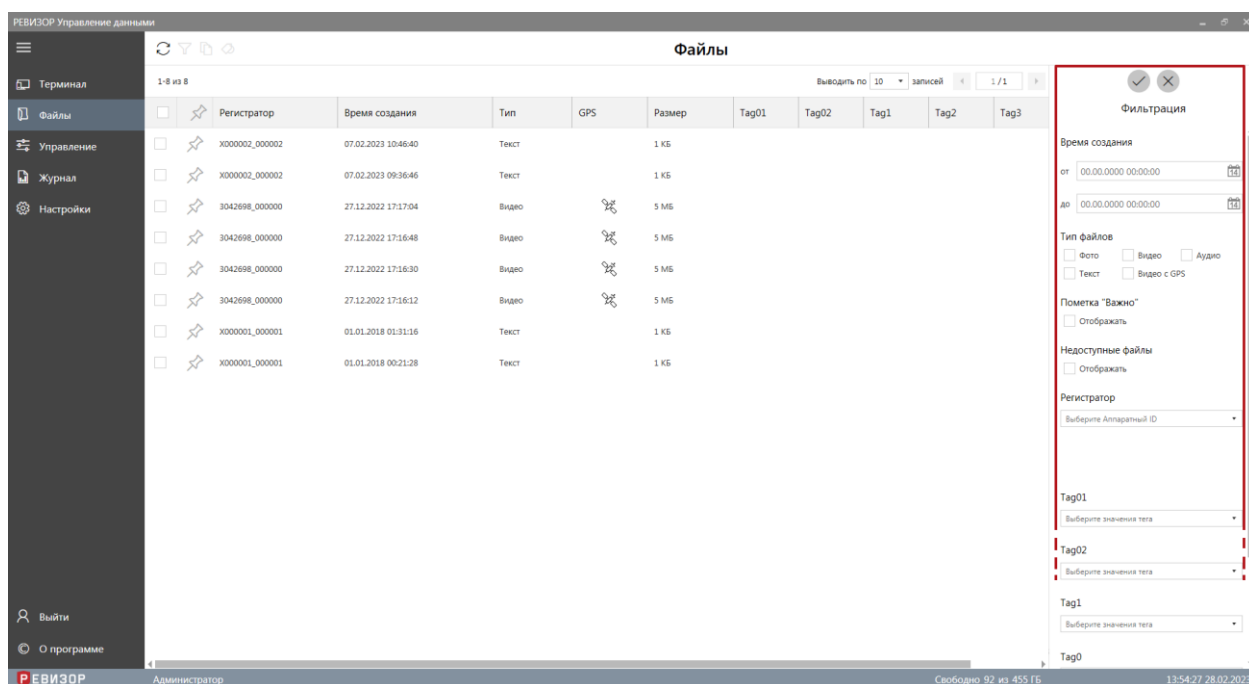 РЕВИЗОР Управление данными
Файлы
Терминал
Файлы
Управление
Журнал
Настройки
1-8 из 8
Выводить по 10 записей 1/1
Регистратор Время создания Тип GPS Размер Tag01 Tag02 Tag1 Tag2 Tag3
X000002_000002 07.02.2023 10:46:40 Текст 1 КБ
X000002_000002 07.02.2023 09:36:46 Текст 1 КБ
3042698_000000 27.12.2022 17:17:04 Видео 5 МБ
3042698_000000 27.12.2022 17:16:48 Видео 5 МБ
3042698_000000 27.12.2022 17:16:30 Видео 5 МБ
3042698_000000 27.12.2022 17:16:12 Видео 5 МБ
X000001_000001 01.01.2018 01:31:16 Текст 1 КБ
X000001_000001 01.01.2018 00:21:28 Текст 1 КБ
Фильтрация
Время создания
от 00.00.0000 00:00:00 14
до 00.00.0000 00:00:00 14
Тип файлов
Фото Видео Аудио
Текст Видео с GPS
Пометка "Важно"
Отображать
Недоступные файлы
Отображать
Регистратор
Выберите Аппаратный ID
Tag01
Выберите значения тега
Tag02
Выберите значения тега
Tag1
Выберите значения тега
Tag0
Выйти
© О программе
РЕВИЗОР Администратор Свободно 92 из 455 ГБ 13:54:27 28.02.2023